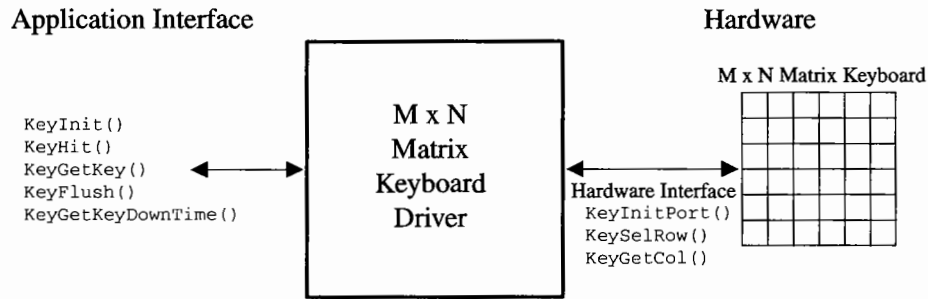 Application Interface
Hardware
M x N Matrix Keyboard
KeyInit()
KeyHit()
KeyGetKey()
KeyFlush()
KeyGetKeyDownTime()
M x N
Matrix
Keyboard
Driver
Hardware Interface
KeyInitPort()
KeySelRow()
KeyGetCol()